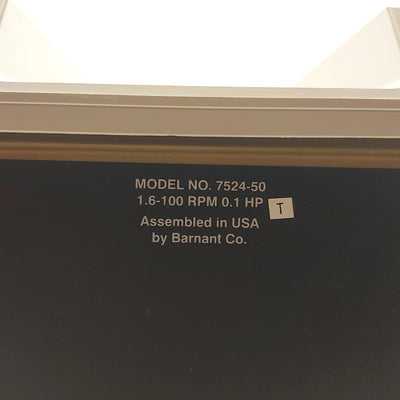 MODEL NO. 7524-50
1.6-100 RPM 0.1 HP T
Assembled in USA
by Barnant Co.